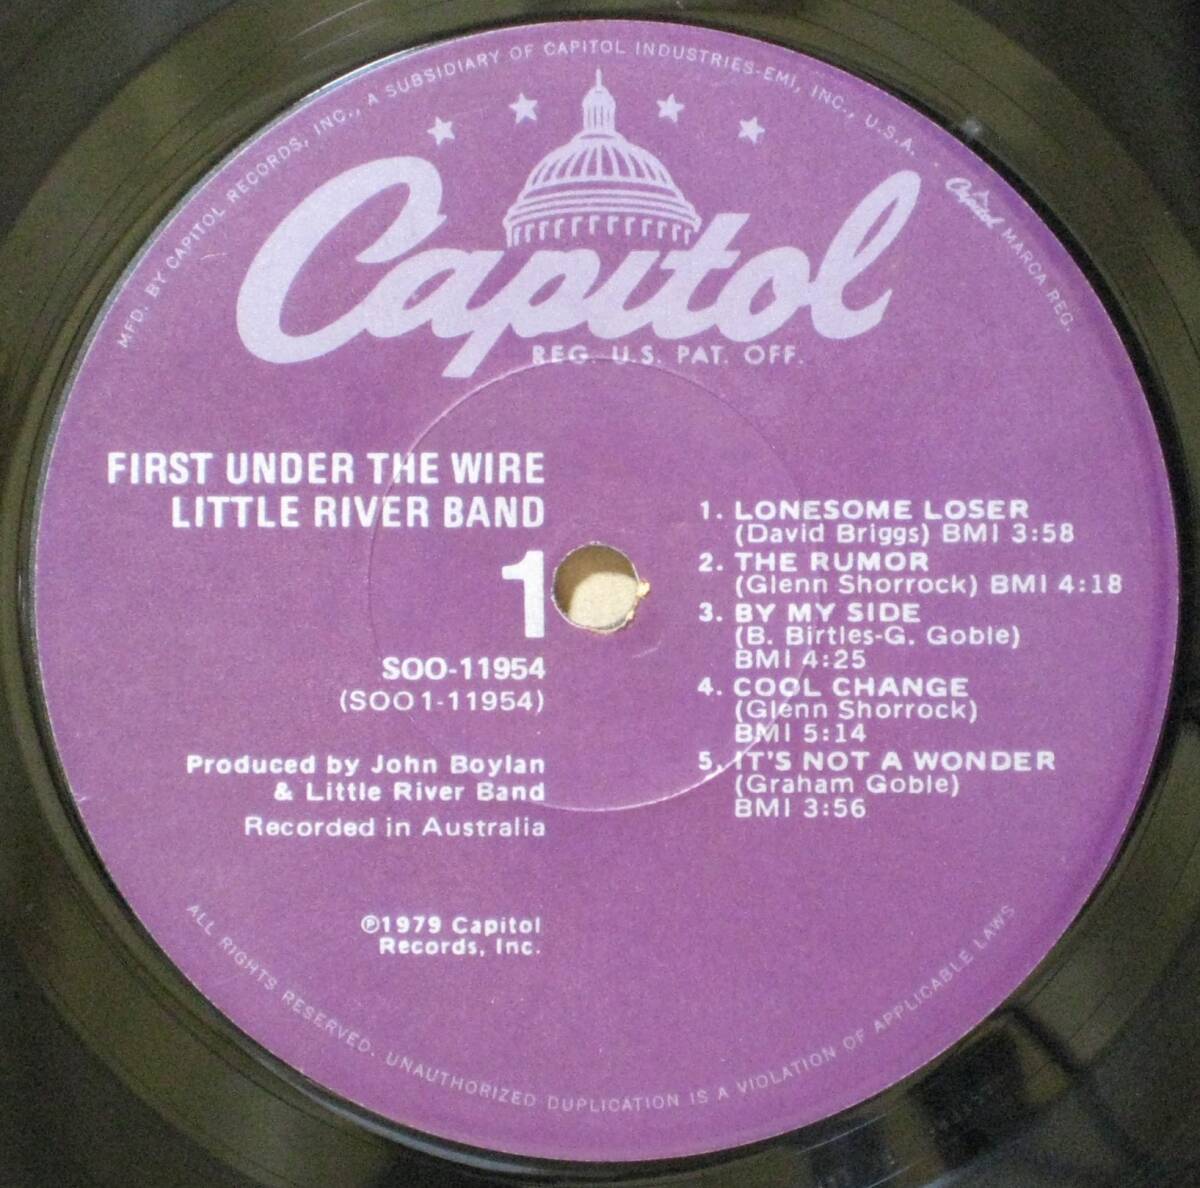 MFD. BY CAPITOL RECORDS, INC., A SUBSIDIARY OF CAPITOL INDUSTRIES-EMI, INC., U.S.A.
Capitol MARCA REG.
Capitol
REG. U.S. PAT. OFF.
FIRST UNDER THE WIRE
LITTLE RIVER BAND
1
SOO-11954
(SOO1-11954)
Produced by John Boylan
& Little River Band
Recorded in Australia
℗1979 Capitol
Records, Inc.
1. LONESOME LOSER
(David Briggs) BMI 3:58
2. THE RUMOR
(Glenn Shorrock) BMI 4:18
3. BY MY SIDE
(B. Birtles-G. Goble)
BMI 4:25
4. COOL CHANGE
(Glenn Shorrock)
BMI 5:14
5. IT'S NOT A WONDER
(Graham Goble)
BMI 3:56
ALL RIGHTS RESERVED. UNAUTHORIZED DUPLICATION IS A VIOLATION OF APPLICABLE LAWS